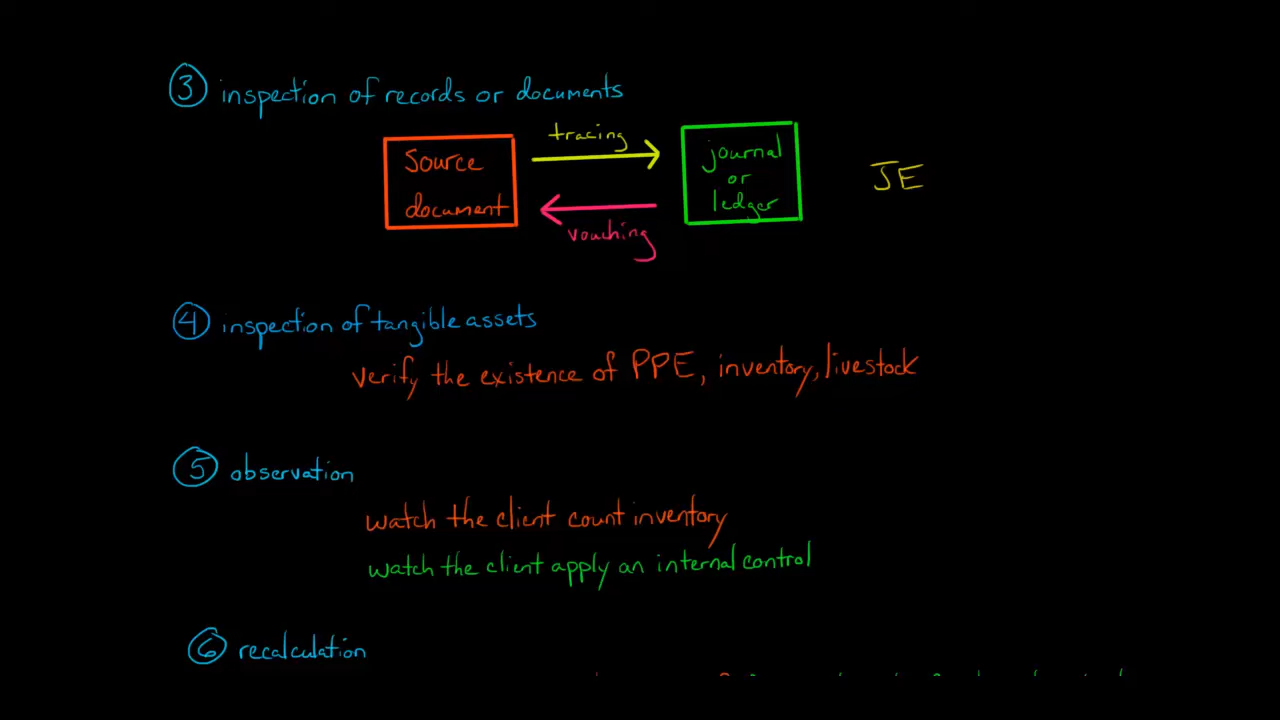 3 inspection of records or documents
tracing
Source
document
journal
or
ledger
JE
vouching
4 inspection of tangible assets
verify the existence of PPE, inventory, livestock
5 observation
watch the client count inventory
watch the client apply an internal control
6 recalculation